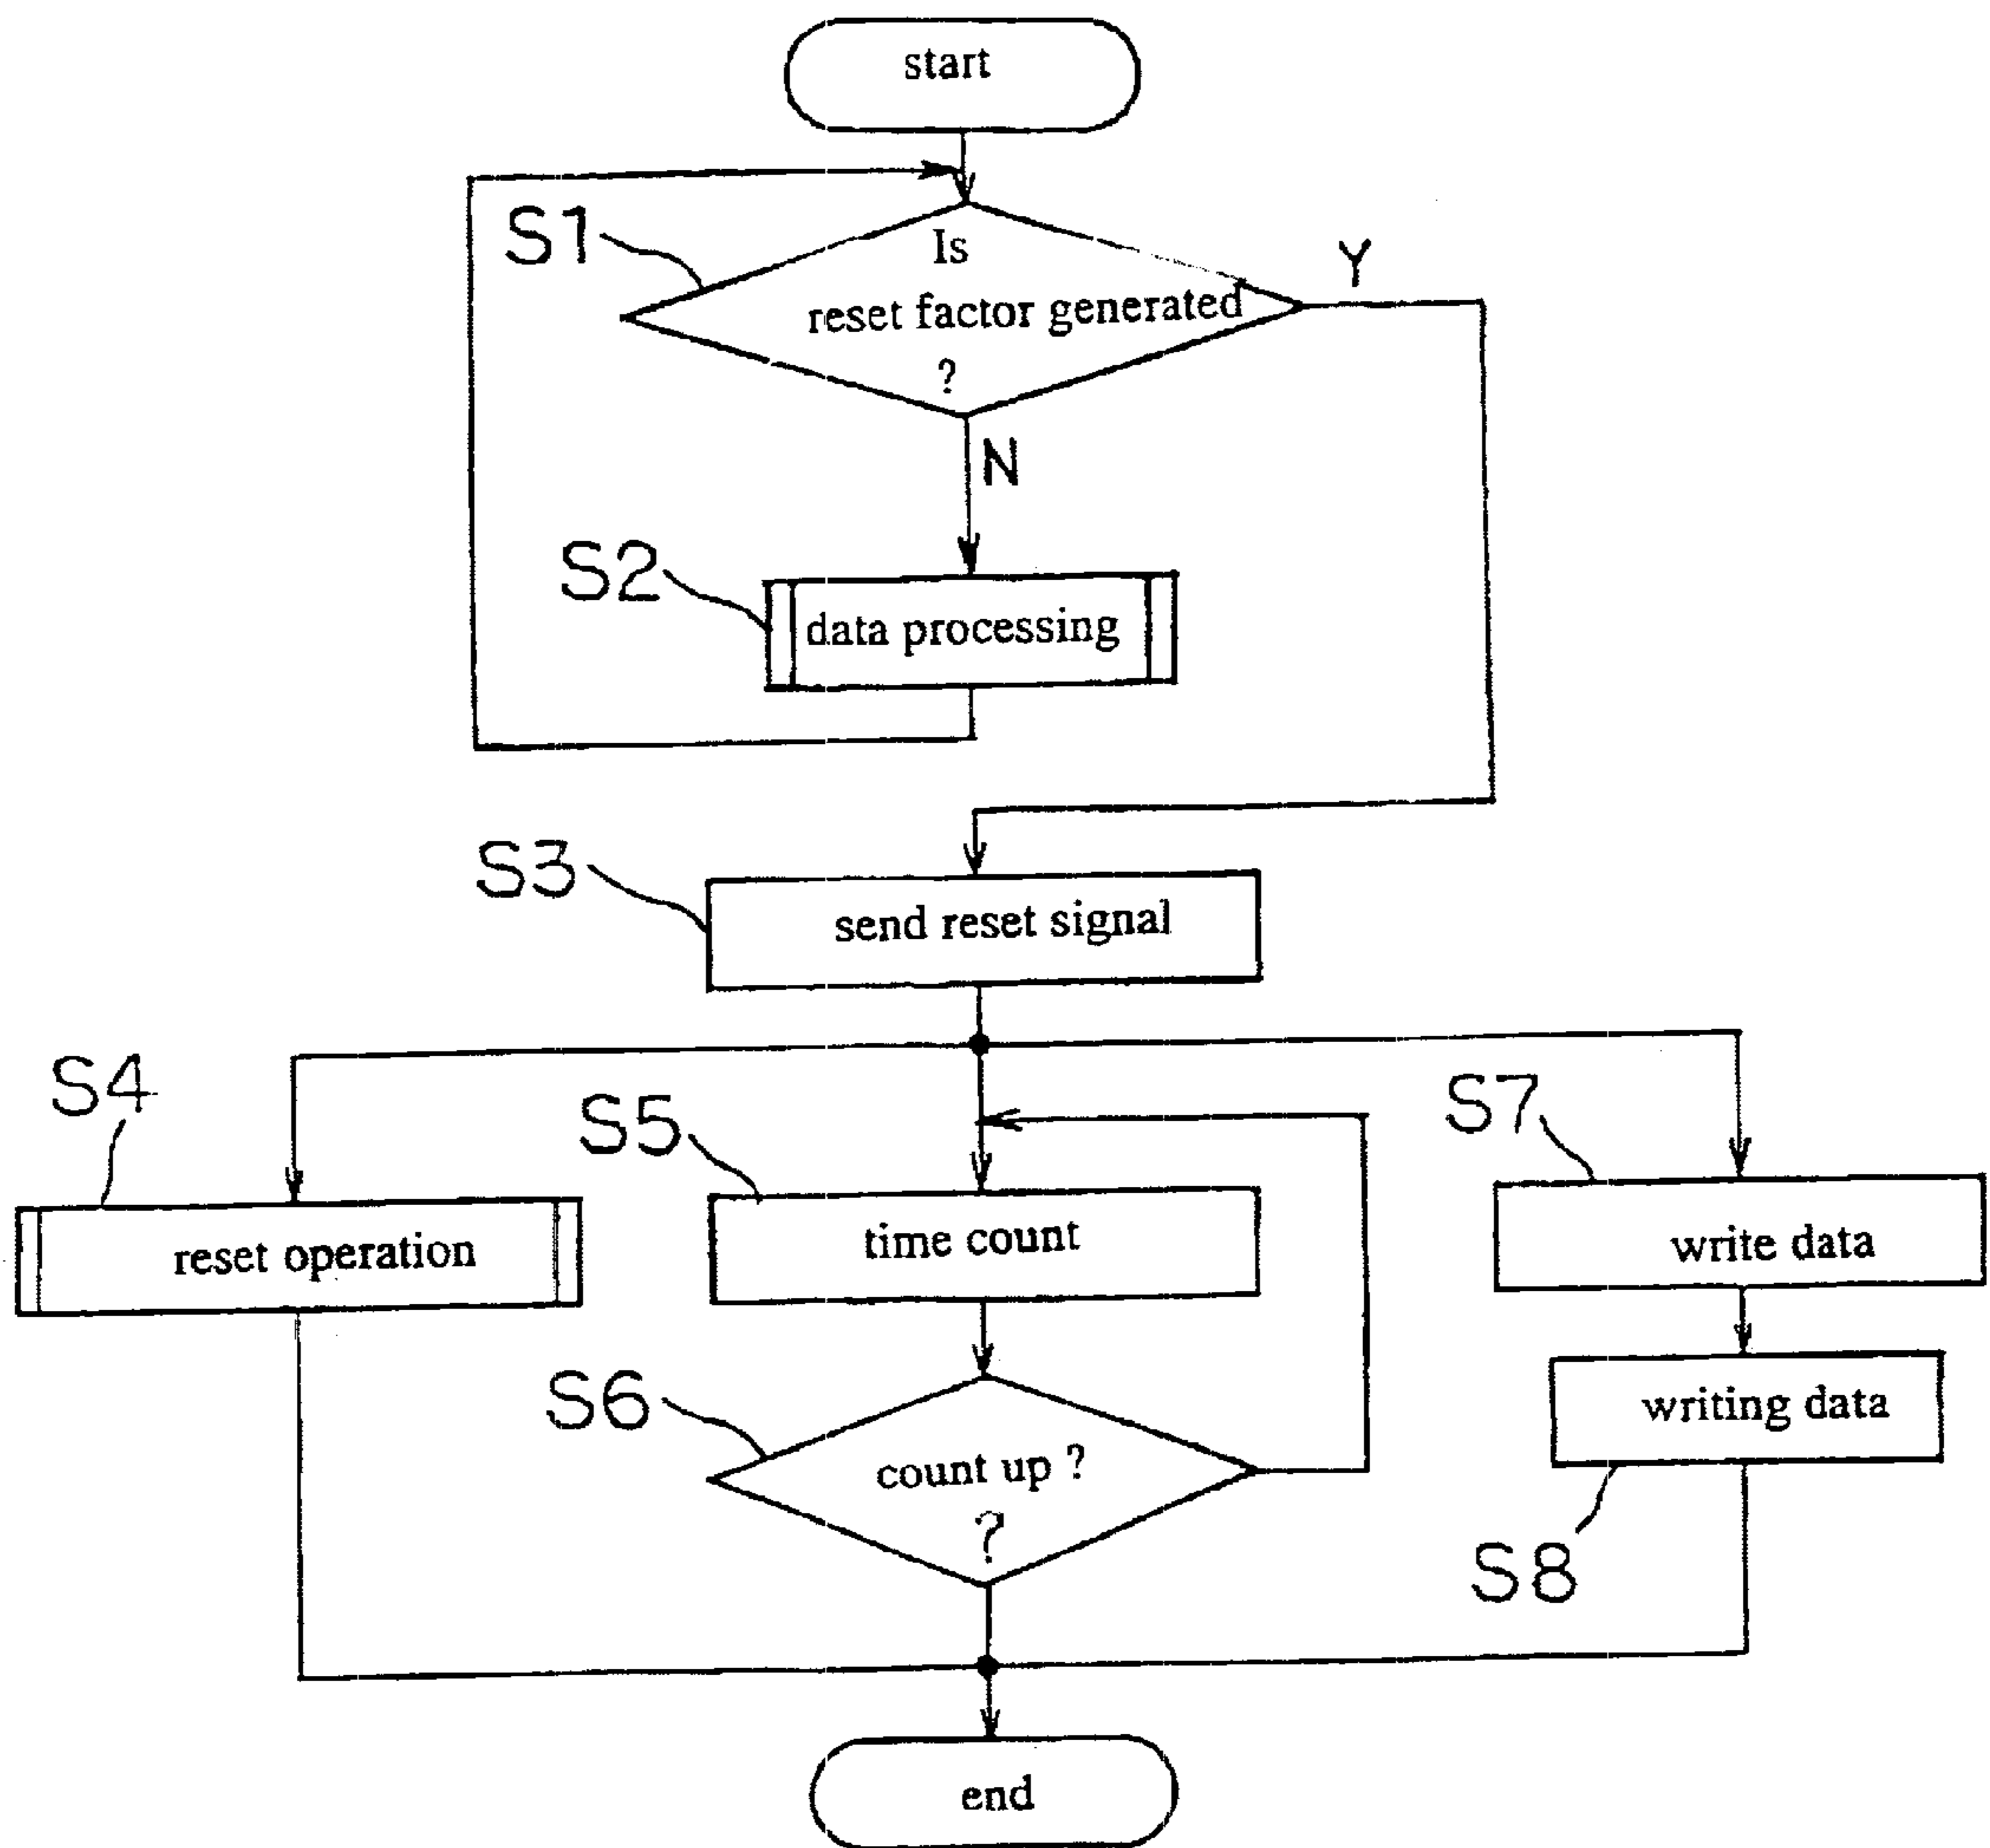 start
S1
Is
reset factor generated
?
Y
N
S2
data processing
S3
send reset signal
S4
reset operation
S5
time count
S6
count up ?
?
S7
write data
writing data
S8
end